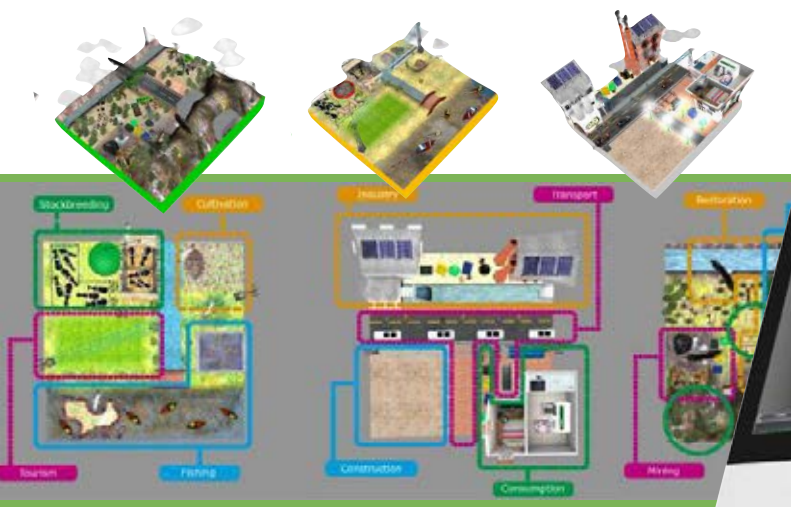 Stockbreeding
Cultivation
Industry
Transport
Restoration
Tourism
Fishing
Construction
Consumption
Mining